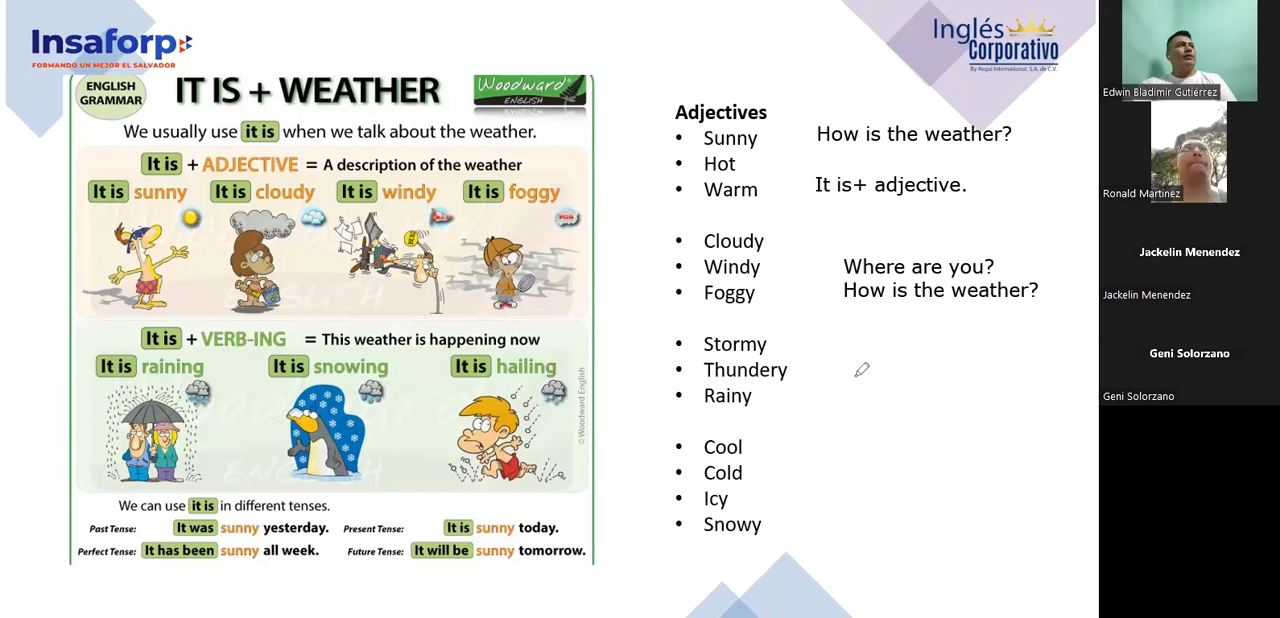 Insaforp
FORMANDO UN MEJOR EL SALVADOR
Inglés
Corporativo
By Regal International, S.A. de C.V.
ENGLISH
GRAMMAR
IT IS + WEATHER
Woodward®
ENGLISH
We usually use it is when we talk about the weather.
It is + ADJECTIVE = A description of the weather
It is sunny It is cloudy It is windy It is foggy
FOG
It is + VERB-ING = This weather is happening now
It is raining It is snowing It is hailing
© Woodward English
We can use it is in different tenses.
Past Tense: It was sunny yesterday. Present Tense: It is sunny today.
Perfect Tense: It has been sunny all week. Future Tense: It will be sunny tomorrow.
Adjectives
• Sunny
• Hot
• Warm
• Cloudy
• Windy
• Foggy
• Stormy
• Thundery
• Rainy
• Cool
• Cold
• Icy
• Snowy
How is the weather?
It is+ adjective.
Where are you?
How is the weather?
Edwin Bladimir Gutiérrez
Ronald Martinez
Jackelin Menendez
Jackelin Menendez
Geni Solorzano
Geni Solorzano